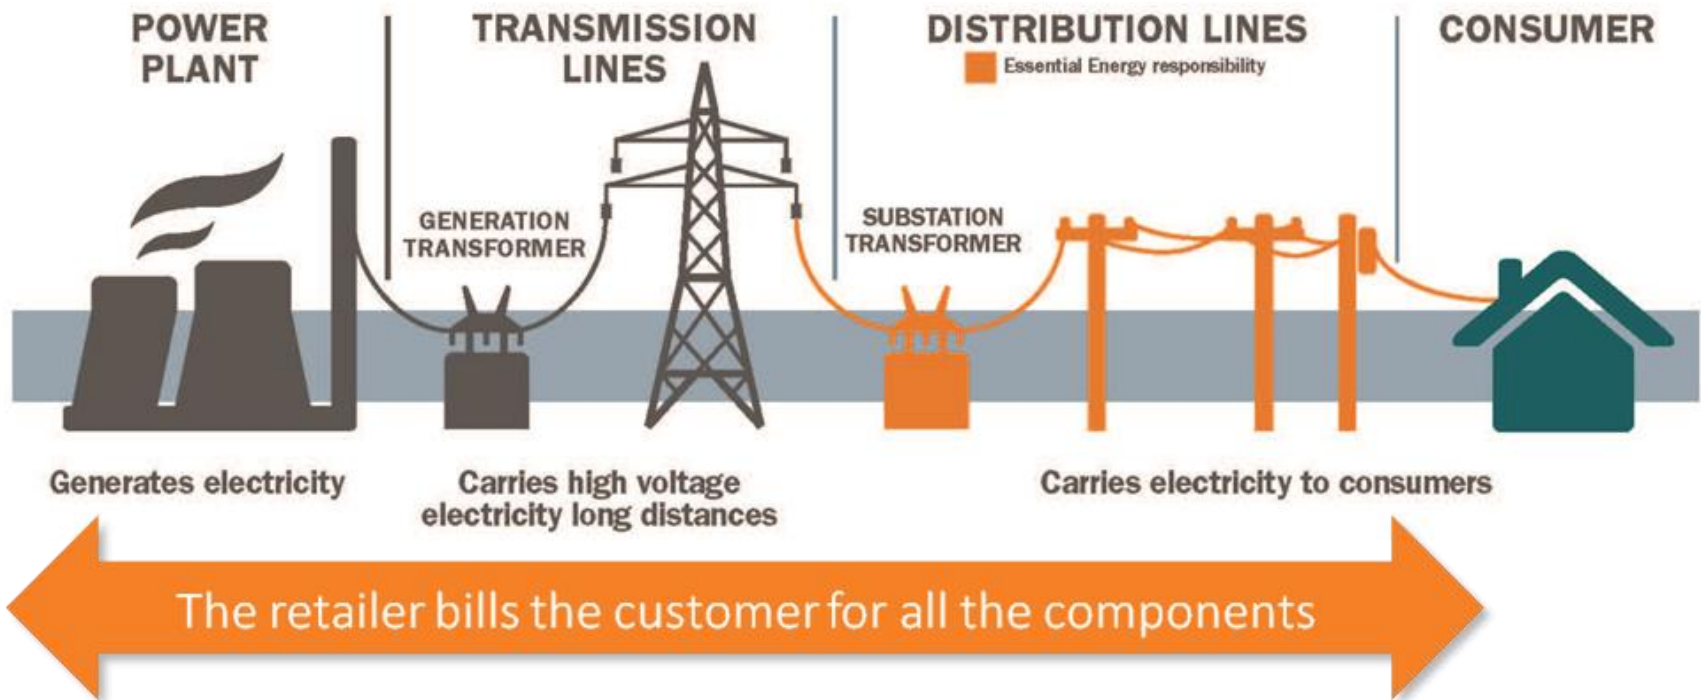 POWER
PLANT
TRANSMISSION
LINES
DISTRIBUTION LINES
Essential Energy responsibility
CONSUMER
GENERATION
TRANSFORMER
SUBSTATION
TRANSFORMER
Generates electricity
Carries high voltage
electricity long distances
Carries electricity to consumers
The retailer bills the customer for all the components